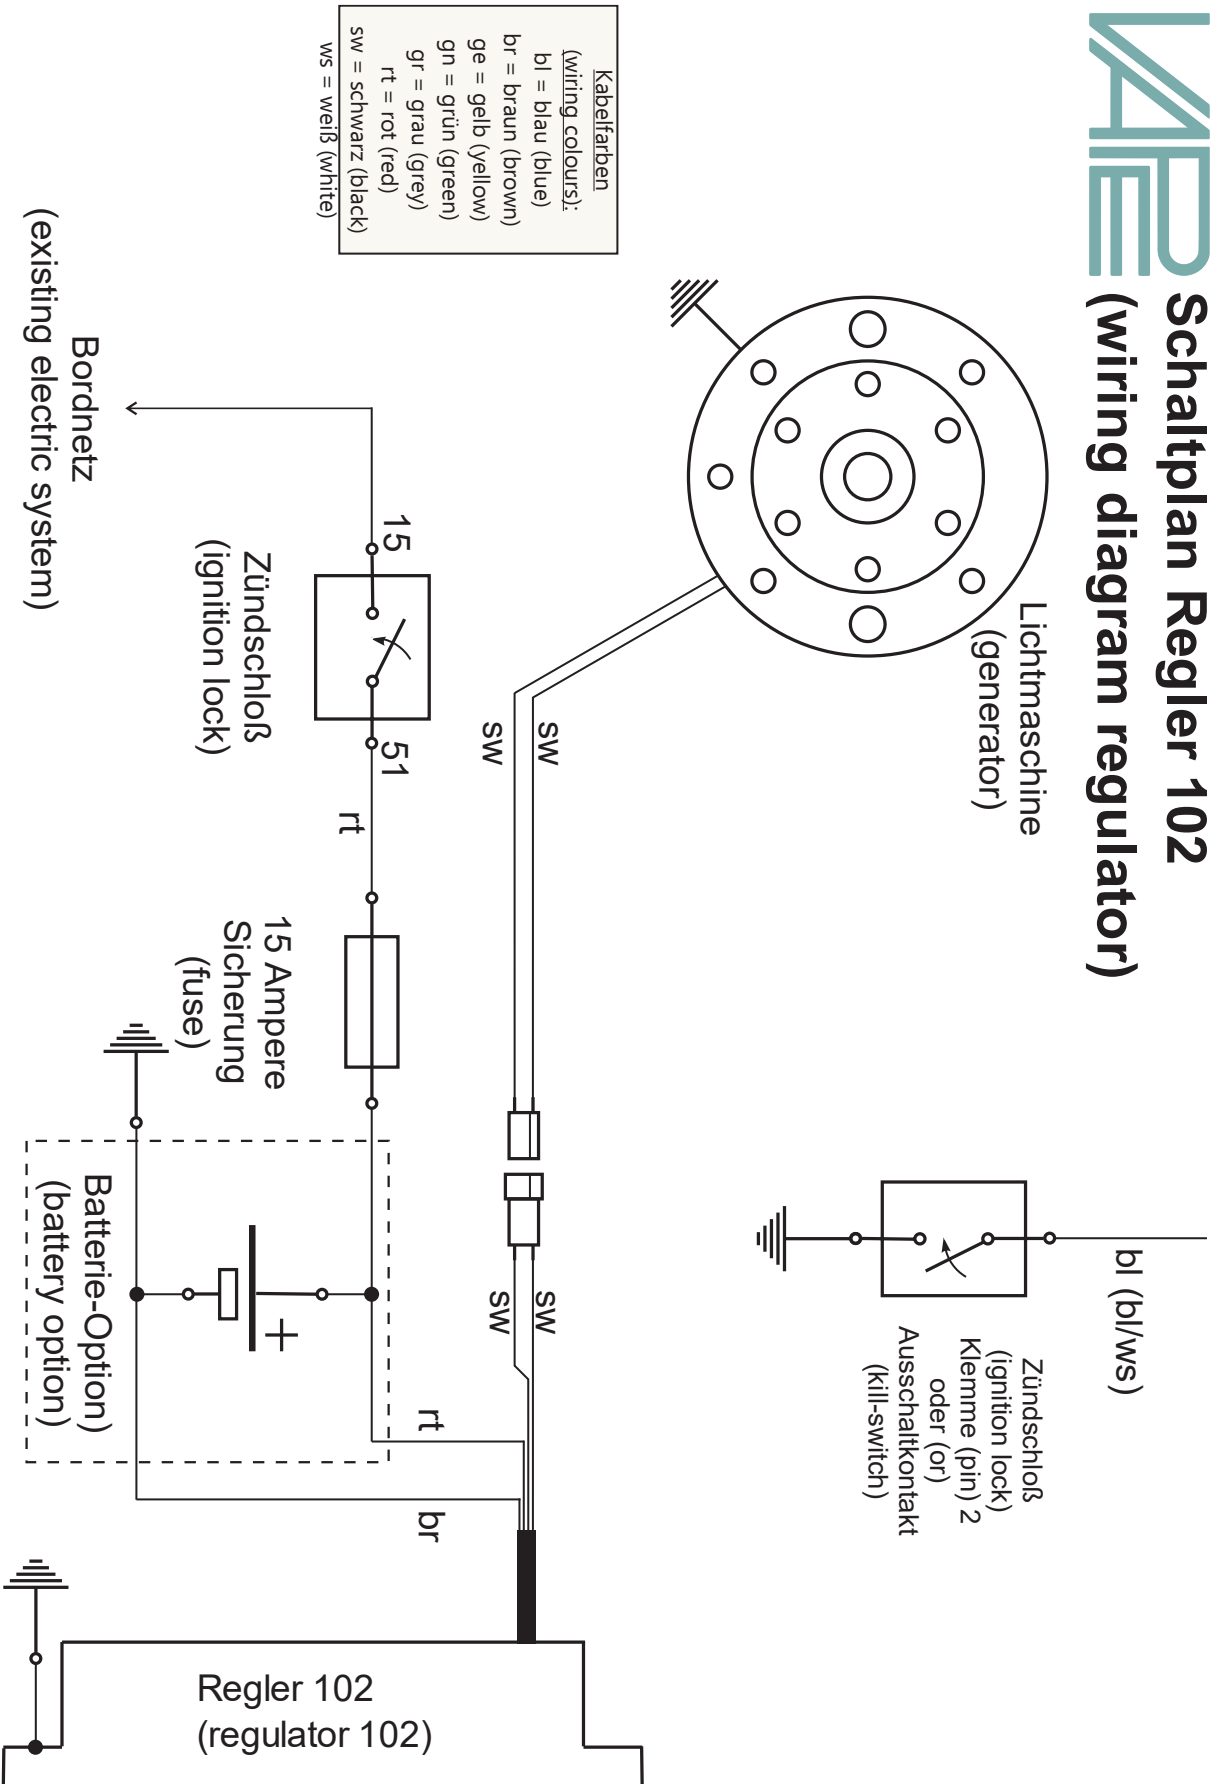 VAPE
Schaltplan Regler 102
(wiring diagram regulator)
Kabelfarben
(wiring colours):
bl = blau (blue)
br = braun (brown)
ge = gelb (yellow)
gn = grün (green)
gr = grau (grey)
rt = rot (red)
sw = schwarz (black)
ws = weiß (white)
Lichtmaschine
(generator)
bl (bl/ws)
Zündschloß
(ignition lock)
Klemme (pin) 2
oder (or)
Ausschaltkontakt
(kill-switch)
sw
sw
sw
sw
15
51
Zündschloß
(ignition lock)
rt
15 Ampere
Sicherung
(fuse)
Bordnetz
(existing electric system)
+
Batterie-Option)
(battery option)
rt
br
Regler 102
(regulator 102)